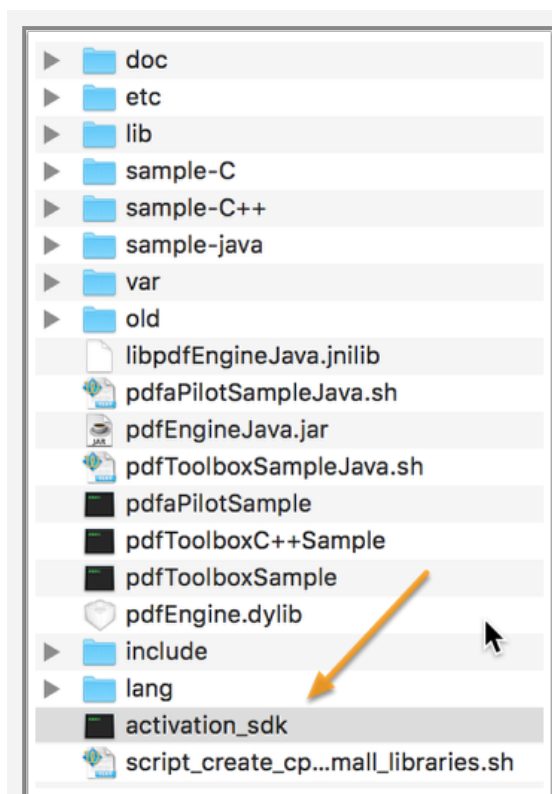 doc
etc
lib
sample-C
sample-C++
sample-java
var
old
libpdfEngineJava.jnilib
pdfaPilotSampleJava.sh
pdfEngineJava.jar
pdfToolboxSampleJava.sh
pdfaPilotSample
pdfToolboxC++Sample
pdfToolboxSample
pdfEngine.dylib
include
lang
activation_sdk
script_create_cp...mall_libraries.sh